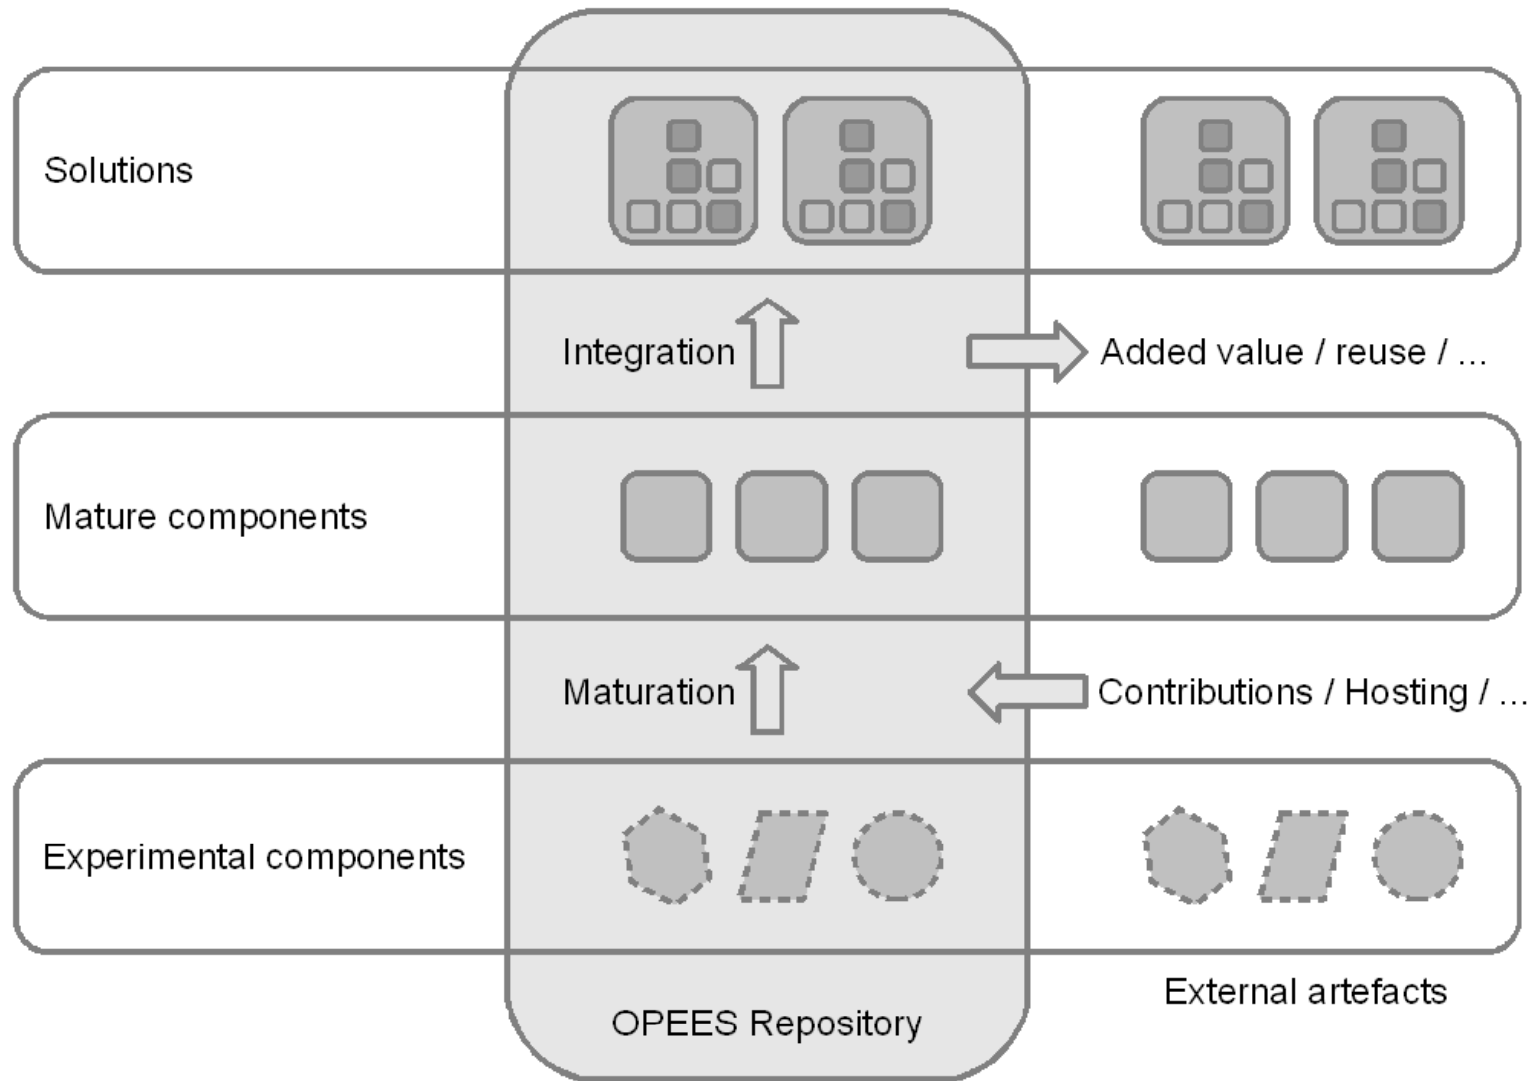 Solutions
Integration
Added value / reuse / ...
Mature components
Maturation
Contributions / Hosting / ...
Experimental components
External artefacts
OPEES Repository